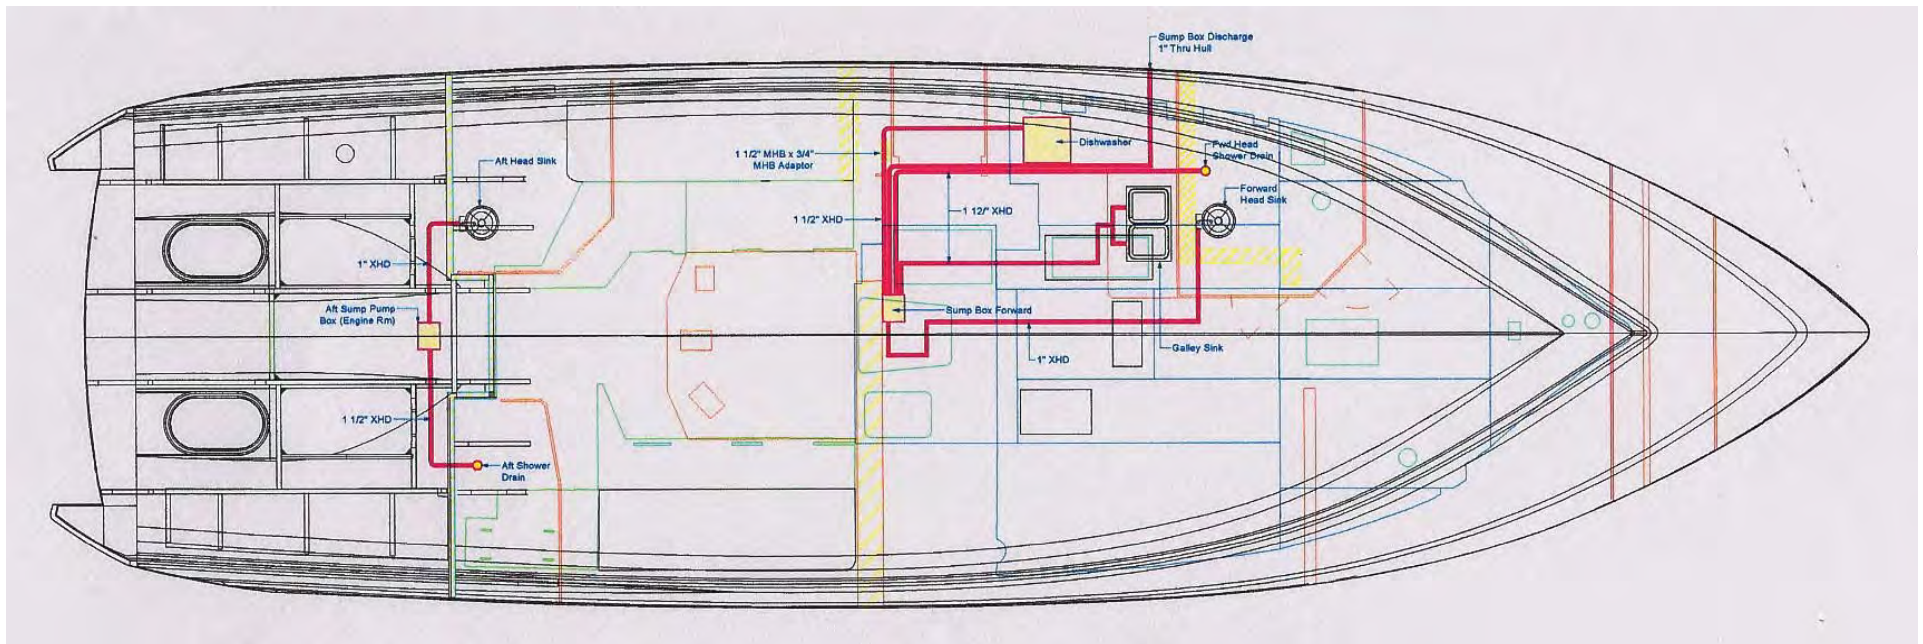 Sump Box Discharge
1" Thru Hull
Dishwasher
Fwd Head
Shower Drain
1 1/2" MHB x 3/4"
MHB Adaptor
Aft Head Sink
Forward
Head Sink
1 1/2" XHD
1 12/" XHD
1" XHD
Aft Sump Pump
Box (Engine Rm)
Sump Box Forward
Galley Sink
1" XHD
1 1/2" XHD
Aft Shower
Drain